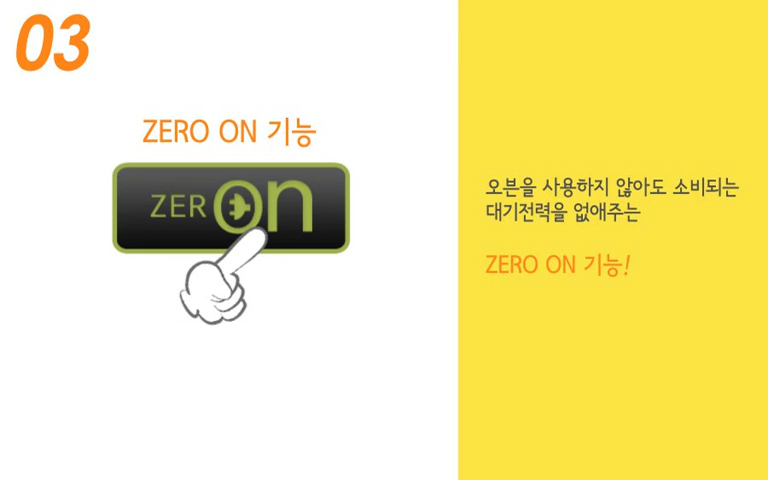 03
ZERO ON 기능
ZERO on
오븐을 사용하지 않아도 소비되는
대기전력을 없애주는
ZERO ON 기능!